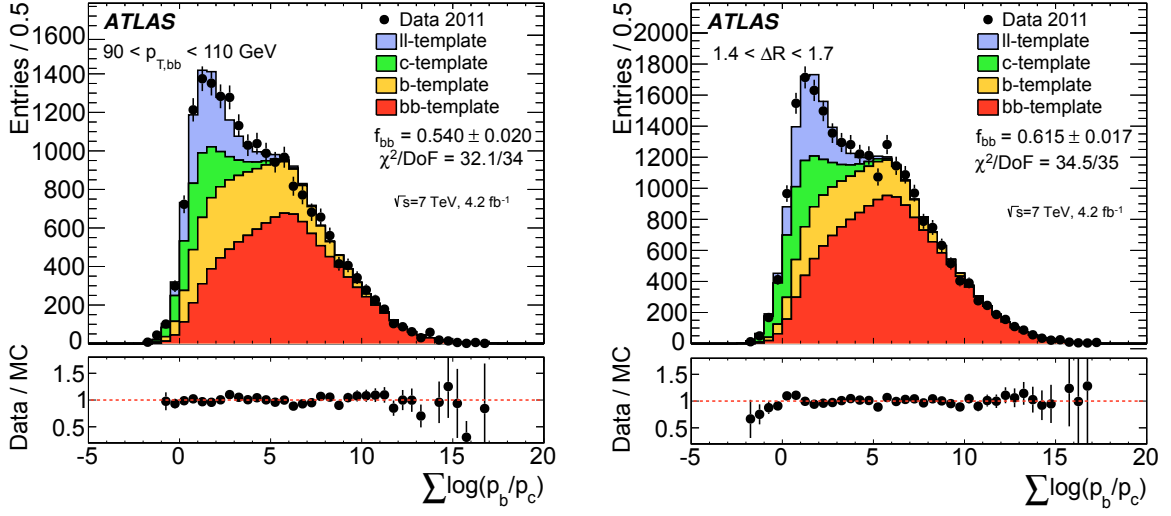 ATLAS
90 < p_T,bb < 110 GeV
Data 2011
ll-template
c-template
b-template
bb-template
f_bb = 0.540 ± 0.020
χ²/DoF = 32.1/34
√s=7 TeV, 4.2 fb⁻¹
Entries / 0.5
1600
1400
1200
1000
800
600
400
200
0
Data / MC
1.5
1
0.5
-5 0 5 10 15 20
∑log(p_b/p_c)
ATLAS
1.4 < ΔR < 1.7
Data 2011
ll-template
c-template
b-template
bb-template
f_bb = 0.615 ± 0.017
χ²/DoF = 34.5/35
√s=7 TeV, 4.2 fb⁻¹
Entries / 0.5
2000
1800
1600
1400
1200
1000
800
600
400
200
0
Data / MC
1.5
1
0.5
-5 0 5 10 15 20
∑log(p_b/p_c)